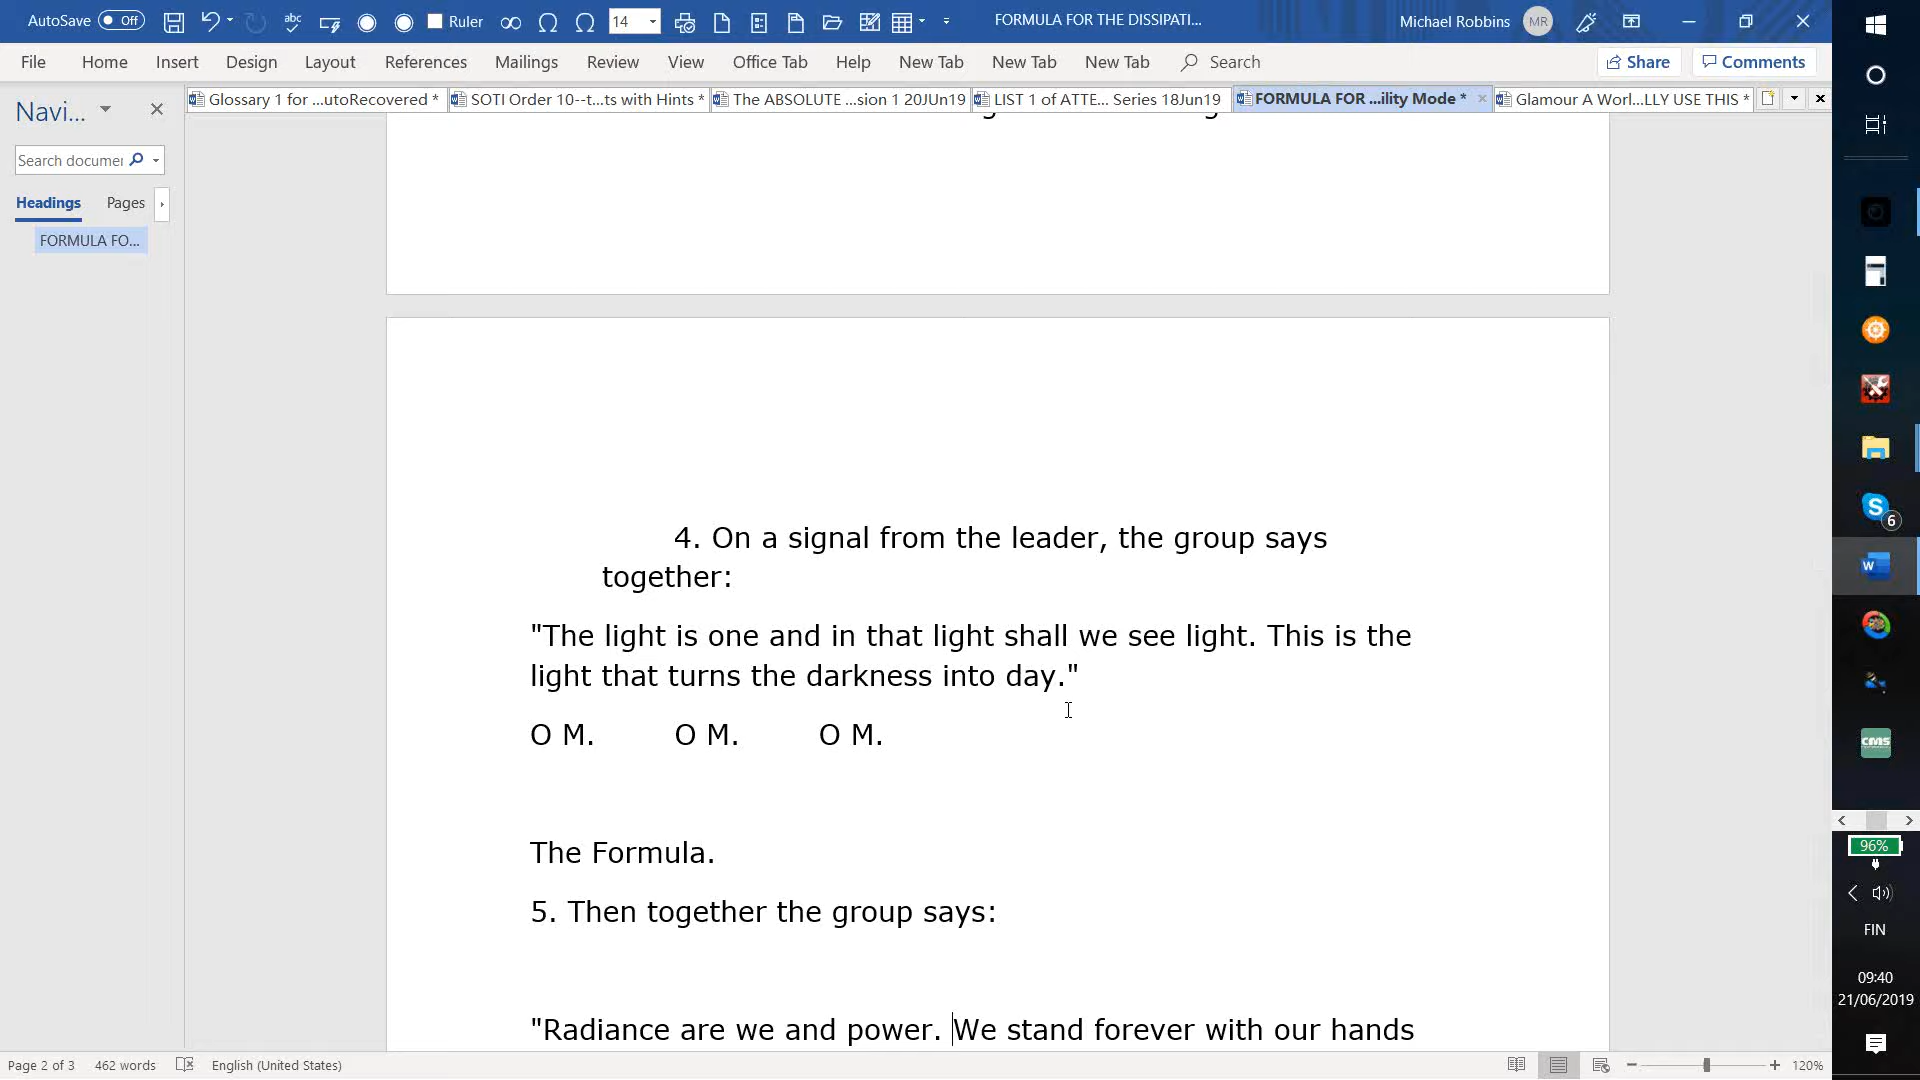 AutoSave Off
Ruler
14
FORMULA FOR THE DISSIPATI...
Michael Robbins MR
File Home Insert Design Layout References Mailings Review View Office Tab Help New Tab New Tab New Tab Search Share Comments
Navi...
Glossary 1 for ...utoRecovered * SOTI Order 10--t...ts with Hints * The ABSOLUTE ...sion 1 20JUn19 LIST 1 of ATTE... Series 18Jun19 FORMULA FOR ...ility Mode * Glamour A Worl...LLY USE THIS *
Search documen
Headings Pages
FORMULA FO...
4. On a signal from the leader, the group says
together:
"The light is one and in that light shall we see light. This is the
light that turns the darkness into day."
O M. O M. O M.
The Formula.
5. Then together the group says:
"Radiance are we and power. We stand forever with our hands
Page 2 of 3 462 words English (United States) 120%
6
CMS
96%
FIN
09:40
21/06/2019